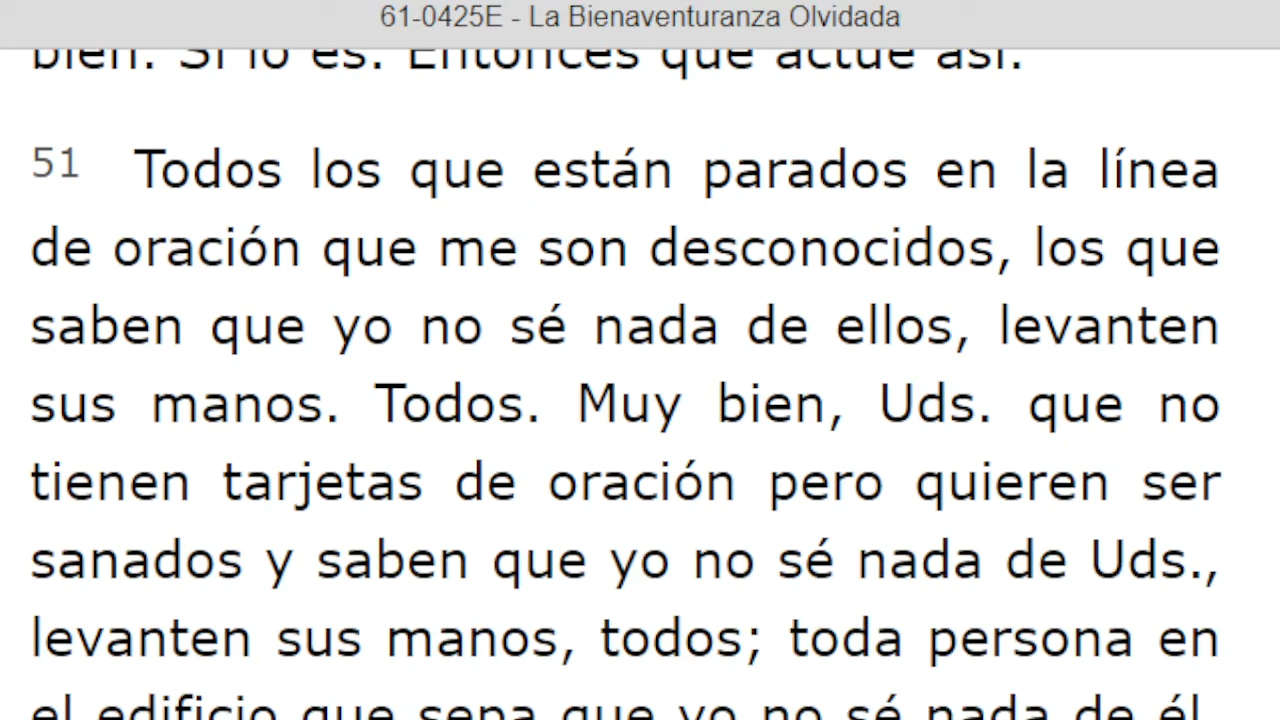 61-0425E - La Bienaventuranza Olvidada
bien. Sí lo es. Entonces que actúe así.
51 Todos los que están parados en la línea
de oración que me son desconocidos, los que
saben que yo no sé nada de ellos, levanten
sus manos. Todos. Muy bien, Uds. que no
tienen tarjetas de oración pero quieren ser
sanados y saben que yo no sé nada de Uds.,
levanten sus manos, todos; toda persona en
el edificio que sepa que yo no sé nada de él,